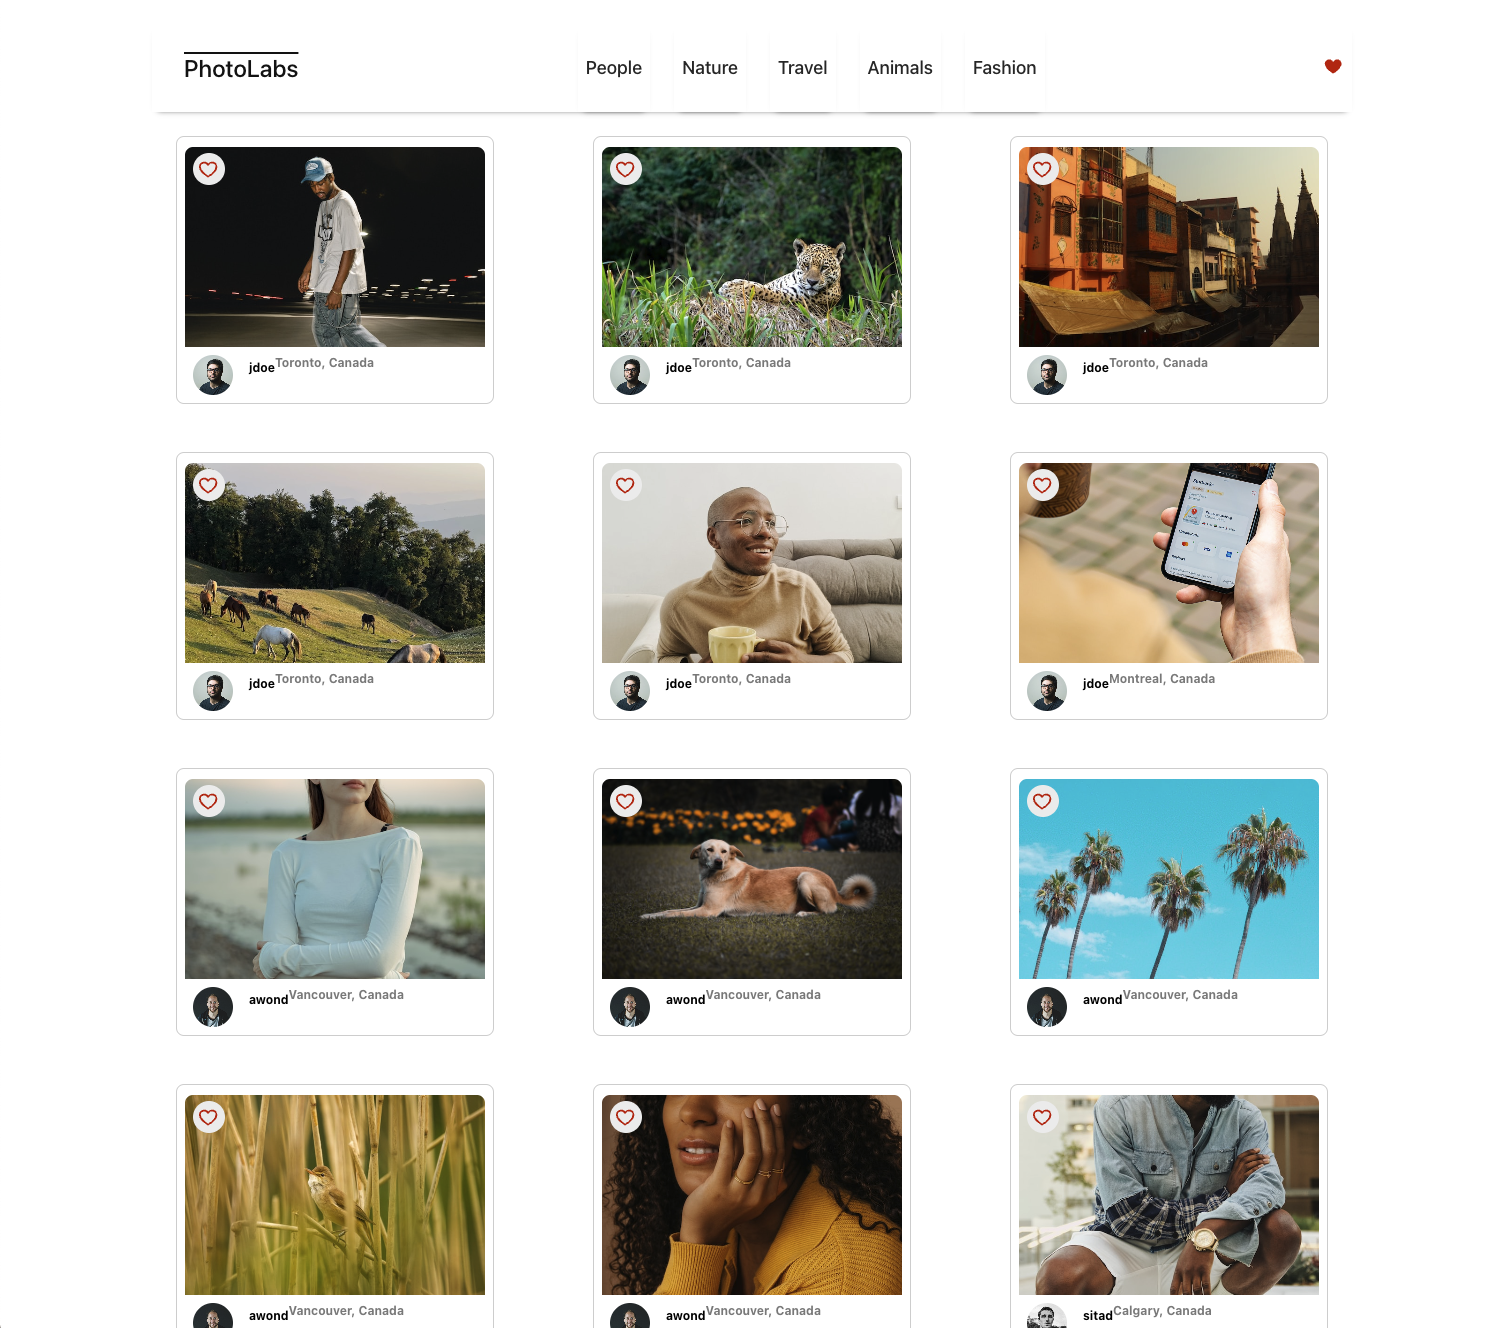 PhotoLabs
People Nature Travel Animals Fashion
jdoe Toronto, Canada
jdoe Toronto, Canada
jdoe Toronto, Canada
jdoe Toronto, Canada
jdoe Toronto, Canada
jdoe Montreal, Canada
awond Vancouver, Canada
awond Vancouver, Canada
awond Vancouver, Canada
awond Vancouver, Canada
awond Vancouver, Canada
sitad Calgary, Canada